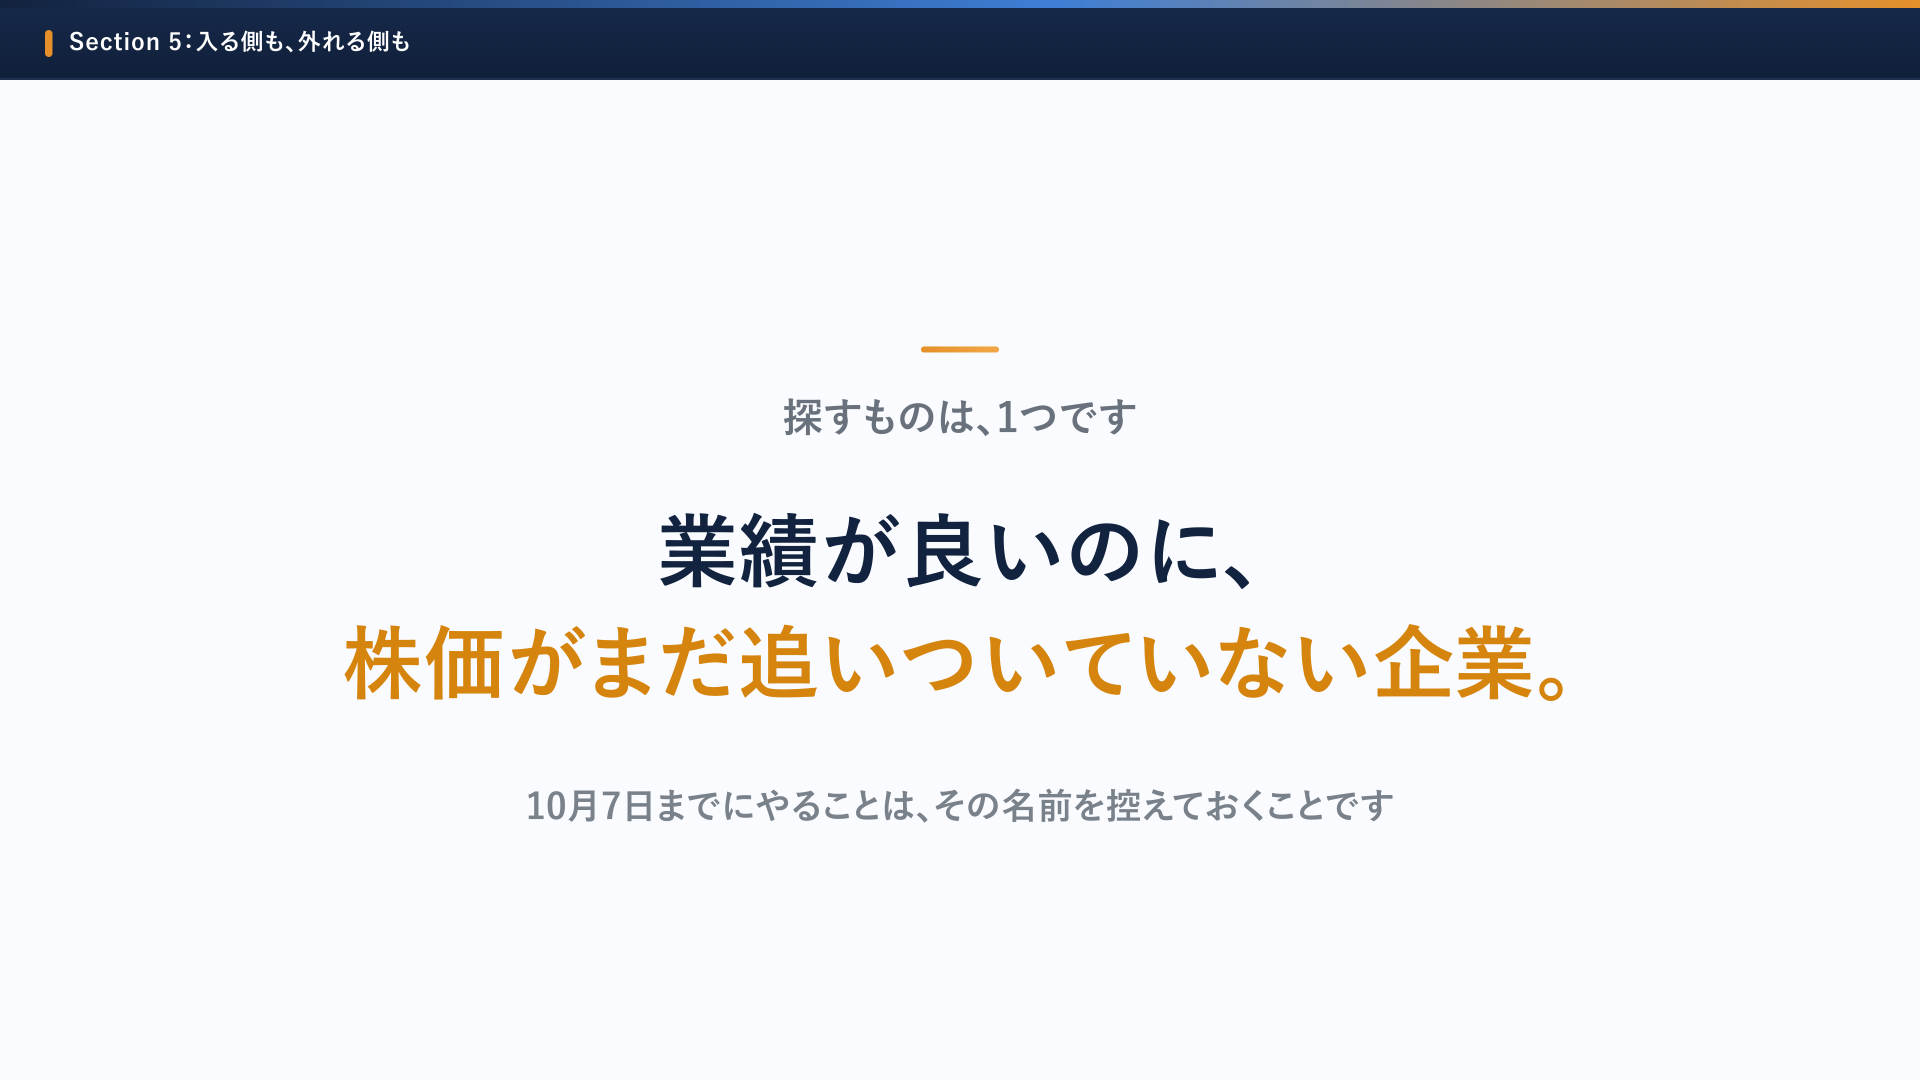 Section 5：入る側も、外れる側も
探すものは、1つです
業績が良いのに、
株価がまだ追いついていない企業。
10月7日までにやることは、その名前を控えておくことです